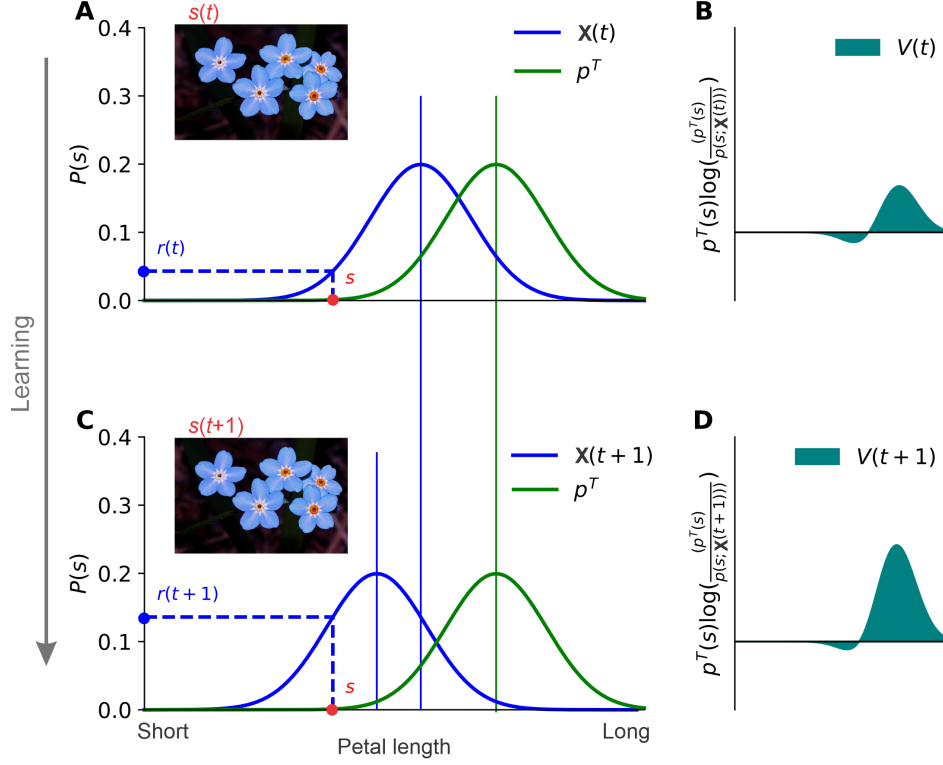 A
s(t)
0.4
0.3
0.2
0.1
0.0
P(s)
X(t)
p^T
r(t)
s
B
V(t)
p^T(s)log((p^T(s)/p(s;X(t))))
Learning
C
s(t+1)
0.4
0.3
0.2
0.1
0.0
P(s)
X(t+1)
p^T
r(t+1)
s
Short
Petal length
Long
D
V(t+1)
p^T(s)log((p^T(s)/p(s;X(t+1))))